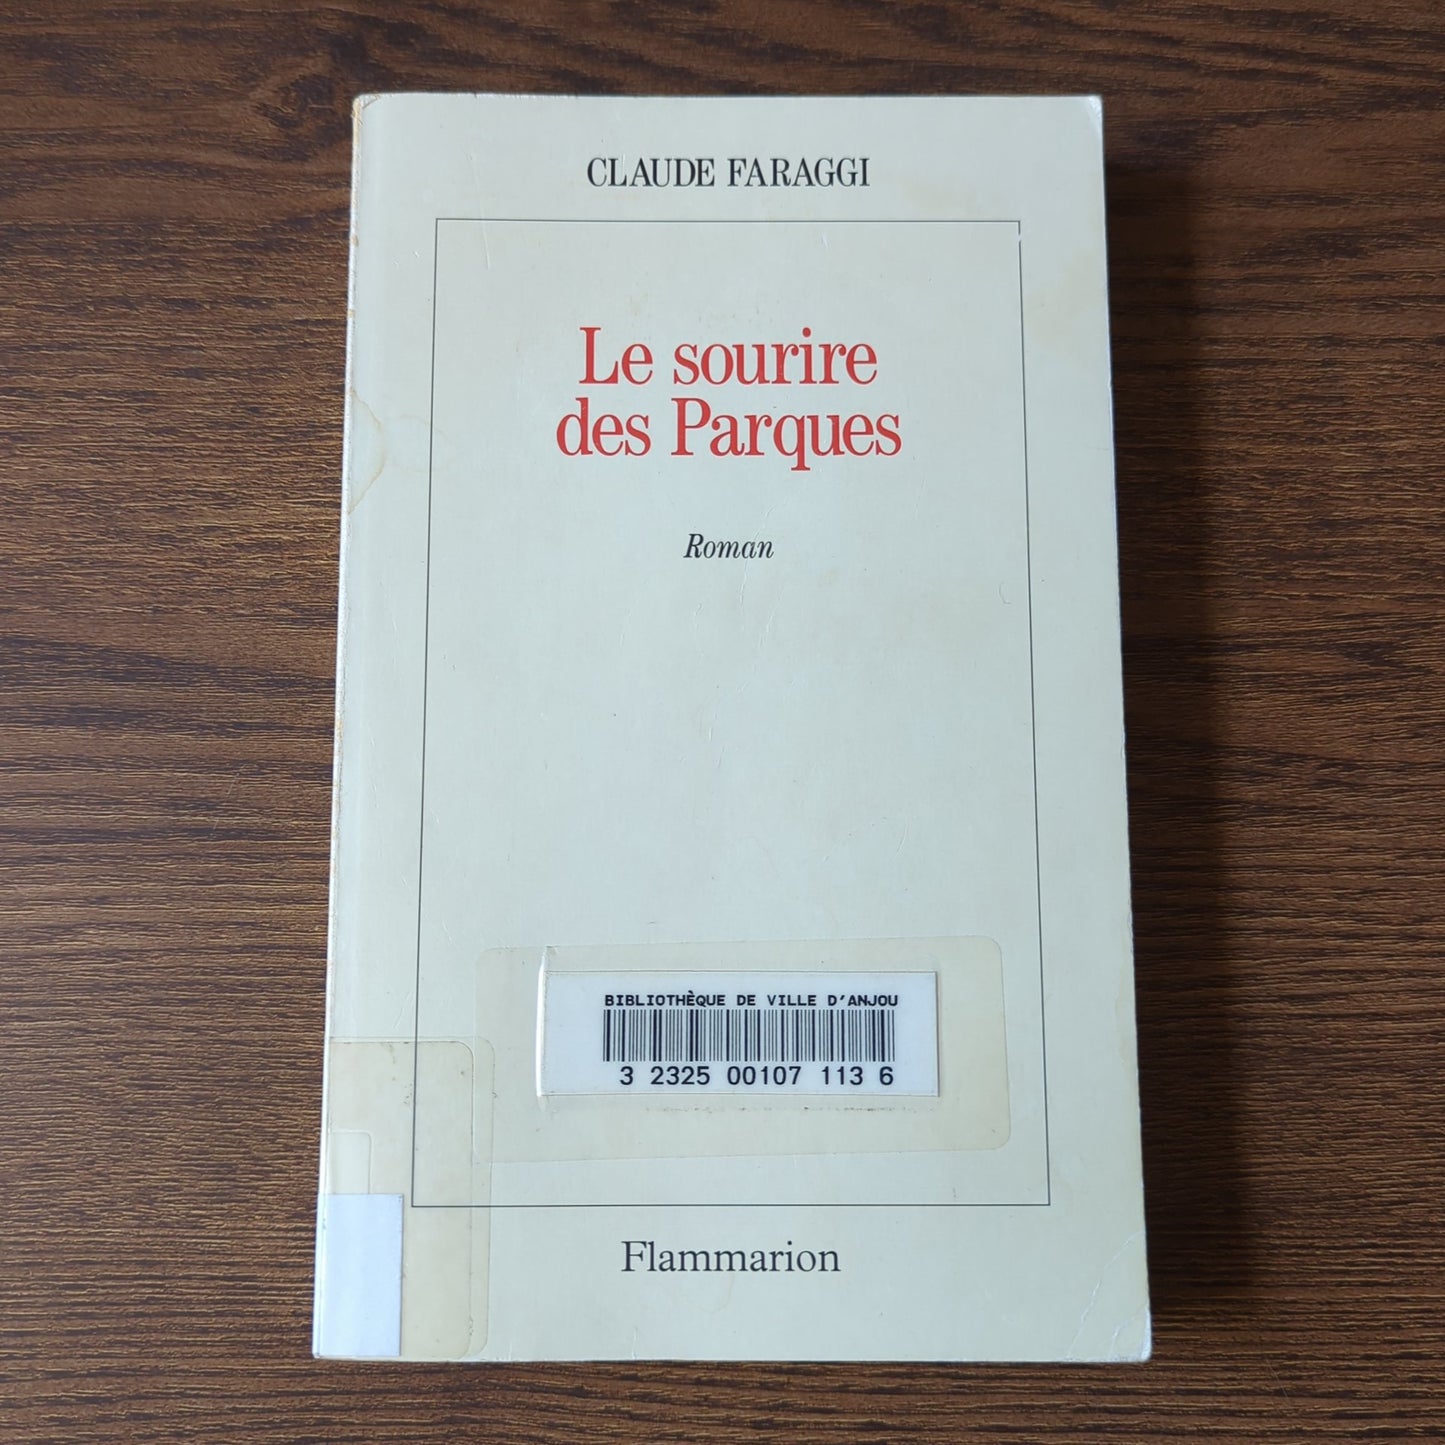 CLAUDE FARAGGI
Le sourire
des Parques
Roman
BIBLIOTHÈQUE DE VILLE D'ANJOU
3 2325 00107 113 6
Flammarion